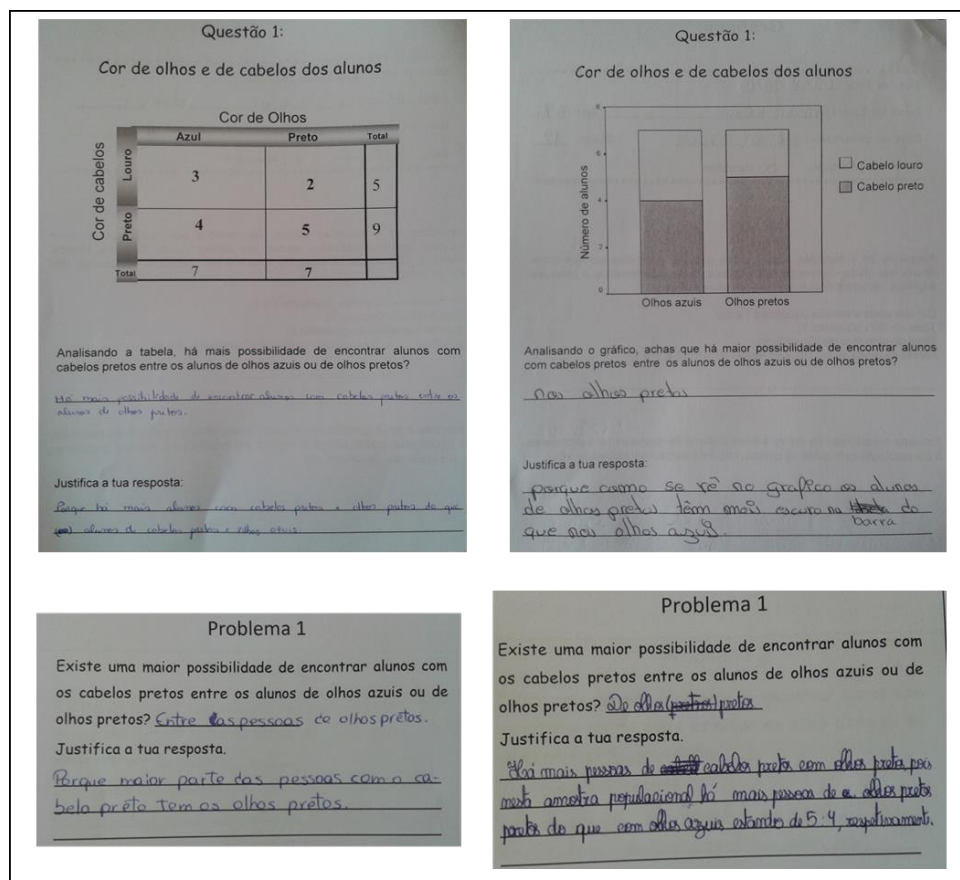 Questão 1:
Cor de olhos e de cabelos dos alunos
Cor de Olhos
Azul Preto Total
Cor de cabelos
Louro 3 2 5
Preto 4 5 9
Total 7 7
Analisando a tabela, há mais possibilidade de encontrar alunos com
cabelos pretos entre os alunos de olhos azuis ou de olhos pretos?
Há mais possibilidade de encontrar alunos com cabelos pretos entre os
alunos de olhos pretos.
Justifica a tua resposta:
Porque há mais alunos com cabelos pretos e olhos pretos do que
alunos de cabelos pretos e olhos azuis.
Questão 1:
Cor de olhos e de cabelos dos alunos
Número de alunos
8
6
4
2
0
Olhos azuis Olhos pretos
Cabelo louro
Cabelo preto
Analisando o gráfico, achas que há maior possibilidade de encontrar alunos
com cabelos pretos entre os alunos de olhos azuis ou de olhos pretos?
nos olhos pretos
Justifica a tua resposta:
porque como se vê no grafico os alunos
de olhos pretos têm mais escuro na barra do
que nos olhos azuis.
Problema 1
Existe uma maior possibilidade de encontrar alunos com
os cabelos pretos entre os alunos de olhos azuis ou de
olhos pretos? Entre as pessoas de olhos pretos.
Justifica a tua resposta.
Porque maior parte das pessoas com o ca-
belo preto tem os olhos pretos.
Problema 1
Existe uma maior possibilidade de encontrar alunos com
os cabelos pretos entre os alunos de olhos azuis ou de
olhos pretos? De olhos pretos
Justifica a tua resposta.
Há mais pessoas de cabelos pretos com olhos pretos, pois
nesta amostra populacional há mais pessoas de olhos pretos
pretos do que com olhos azuis estando de 5:4, respetivamente.